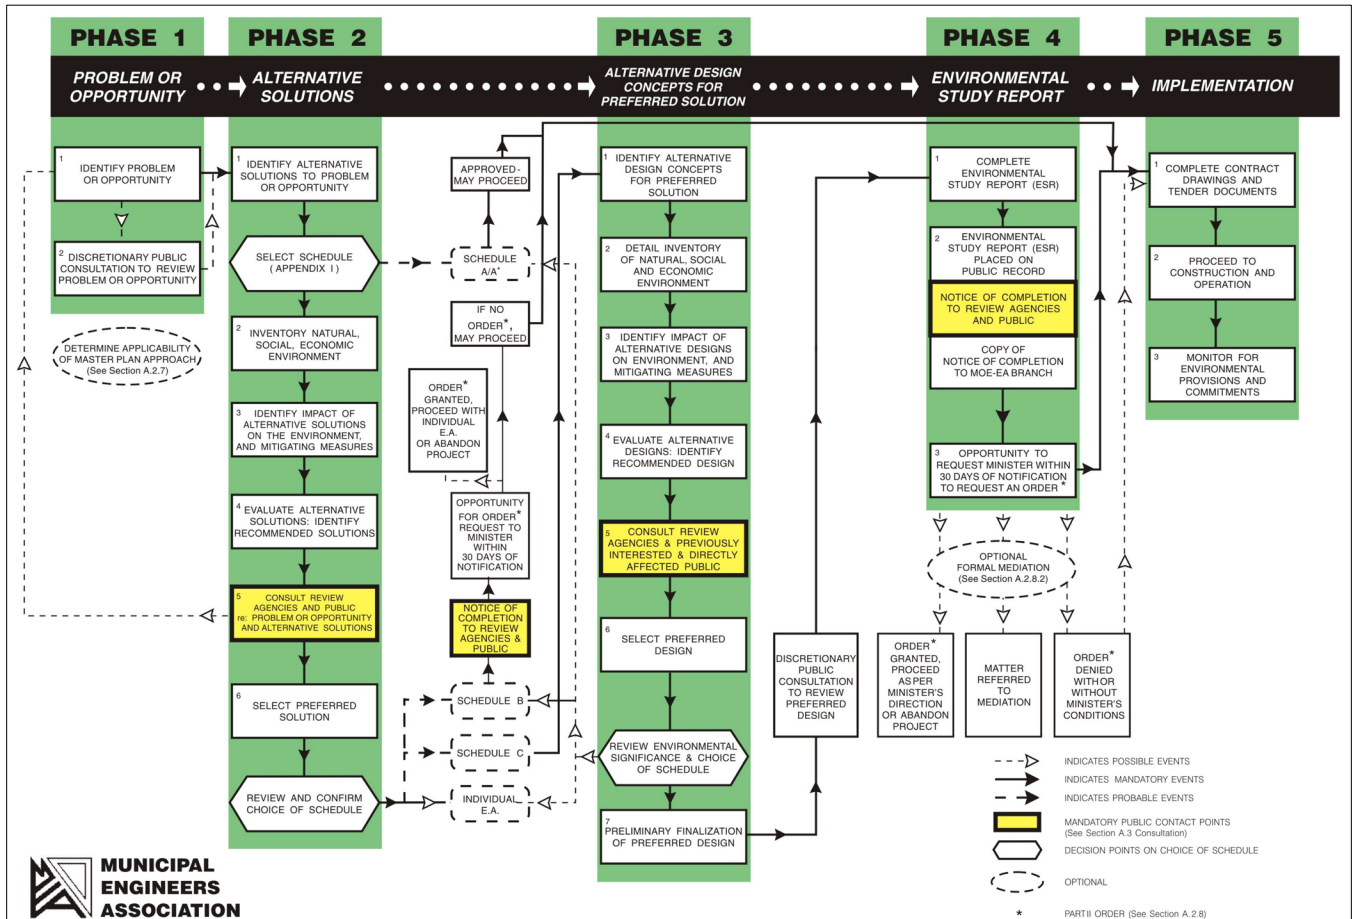 PHASE 1
PHASE 2
PHASE 3
PHASE 4
PHASE 5
PROBLEM OR
OPPORTUNITY
ALTERNATIVE
SOLUTIONS
ALTERNATIVE DESIGN
CONCEPTS FOR
PREFERRED SOLUTION
ENVIRONMENTAL
STUDY REPORT
IMPLEMENTATION
1
IDENTIFY PROBLEM
OR OPPORTUNITY
2
DISCRETIONARY PUBLIC
CONSULTATION TO REVIEW
PROBLEM OR OPPORTUNITY
DETERMINE APPLICABILITY
OF MASTER PLAN APPROACH
(See Section A.2.7)
1
IDENTIFY ALTERNATIVE
SOLUTIONS TO PROBLEM
OR OPPORTUNITY
SELECT SCHEDULE
(APPENDIX I)
2
INVENTORY NATURAL,
SOCIAL, ECONOMIC
ENVIRONMENT
3
IDENTIFY IMPACT OF
ALTERNATIVE SOLUTIONS
ON THE ENVIRONMENT,
AND MITIGATING MEASURES
4
EVALUATE ALTERNATIVE
SOLUTIONS: IDENTIFY
RECOMMENDED SOLUTIONS
5
CONSULT REVIEW
AGENCIES AND PUBLIC
re: PROBLEM OR OPPORTUNITY
AND ALTERNATIVE SOLUTIONS
6
SELECT PREFERRED
SOLUTION
REVIEW AND CONFIRM
CHOICE OF SCHEDULE
APPROVED-
MAY PROCEED
SCHEDULE
A/A+
IF NO
ORDER*,
MAY PROCEED
ORDER*
GRANTED,
PROCEED WITH
INDIVIDUAL
E.A.
OR ABANDON
PROJECT
OPPORTUNITY
FOR ORDER*
REQUEST TO
MINISTER
WITHIN
30 DAYS OF
NOTIFICATION
NOTICE OF
COMPLETION
TO REVIEW
AGENCIES &
PUBLIC
SCHEDULE B
SCHEDULE C
INDIVIDUAL
E.A.
1
IDENTIFY ALTERNATIVE
DESIGN CONCEPTS
FOR PREFERRED
SOLUTION
2
DETAIL INVENTORY
OF NATURAL, SOCIAL
AND ECONOMIC
ENVIRONMENT
3
IDENTIFY IMPACT OF
ALTERNATIVE DESIGNS
ON ENVIRONMENT, AND
MITIGATING MEASURES
4
EVALUATE ALTERNATIVE
DESIGNS: IDENTIFY
RECOMMENDED DESIGN
5
CONSULT REVIEW
AGENCIES & PREVIOUSLY
INTERESTED & DIRECTLY
AFFECTED PUBLIC
6
SELECT PREFERRED
DESIGN
REVIEW ENVIRONMENTAL
SIGNIFICANCE & CHOICE
OF SCHEDULE
7
PRELIMINARY FINALIZATION
OF PREFERRED DESIGN
DISCRETIONARY
PUBLIC
CONSULTATION
TO REVIEW
PREFERRED
DESIGN
1
COMPLETE
ENVIRONMENTAL
STUDY REPORT (ESR)
2
ENVIRONMENTAL
STUDY REPORT (ESR)
PLACED ON
PUBLIC RECORD
NOTICE OF COMPLETION
TO REVIEW AGENCIES
AND PUBLIC
COPY OF
NOTICE OF COMPLETION
TO MOE-EA BRANCH
3
OPPORTUNITY TO
REQUEST MINISTER WITHIN
30 DAYS OF NOTIFICATION
TO REQUEST AN ORDER *
OPTIONAL
FORMAL MEDIATION
(See Section A.2.8.2)
ORDER*
GRANTED,
PROCEED
AS PER
MINISTER'S
DIRECTION
OR ABANDON
PROJECT
MATTER
REFERRED
TO
MEDIATION
ORDER*
DENIED
WITH OR
WITHOUT
MINISTER'S
CONDITIONS
1
COMPLETE CONTRACT
DRAWINGS AND
TENDER DOCUMENTS
2
PROCEED TO
CONSTRUCTION AND
OPERATION
3
MONITOR FOR
ENVIRONMENTAL
PROVISIONS AND
COMMITMENTS
INDICATES POSSIBLE EVENTS
INDICATES MANDATORY EVENTS
INDICATES PROBABLE EVENTS
MANDATORY PUBLIC CONTACT POINTS
(See Section A.3 Consultation)
DECISION POINTS ON CHOICE OF SCHEDULE
OPTIONAL
* PART II ORDER (See Section A.2.8)
MUNICIPAL
ENGINEERS
ASSOCIATION